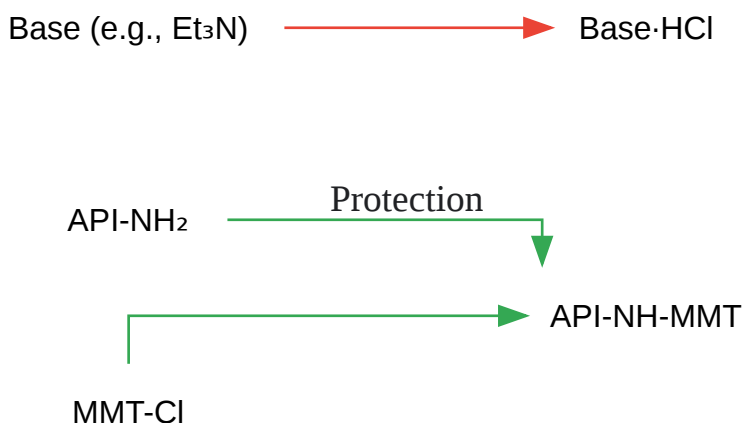 Base (e.g., Et₃N)
Base·HCl
Protection
API-NH₂
API-NH-MMT
MMT-Cl